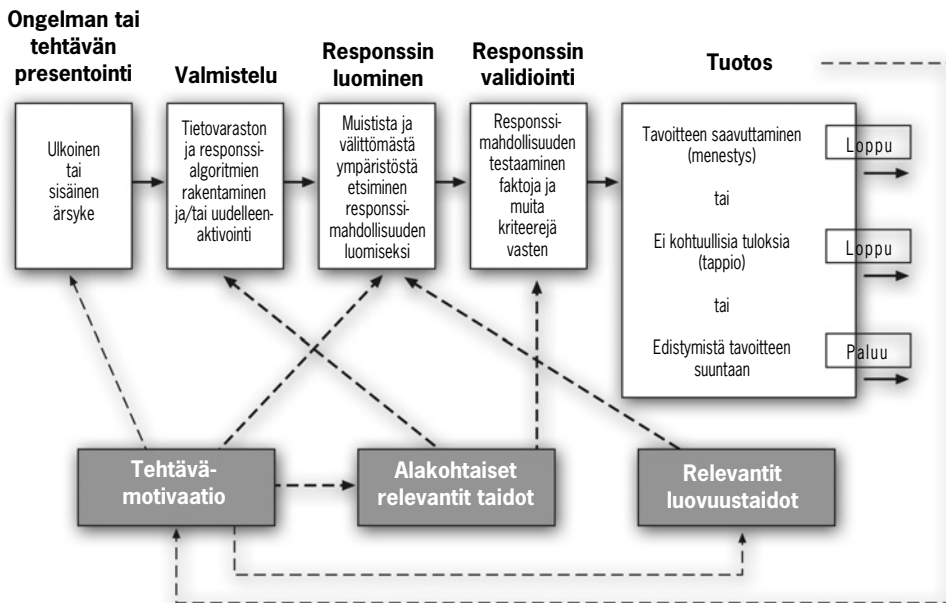 Ongelman tai
tehtävän
presentointi
Valmistelu
Responssin
luominen
Responssin
validiointi
Tuotos
Ulkoinen
tai
sisäinen
ärsyke
Tietovaraston
ja responssi-
algoritmien
rakentaminen
ja/tai uudelleen-
aktivointi
Muistista ja
välittömästä
ympäristöstä
etsiminen
responssi-
mahdollisuuden
luomiseksi
Responssi-
mahdollisuuden
testaaminen
faktoja ja
muita
kriteerejä
vasten
Tavoitteen saavuttaminen
(menestys)
Loppu
tai
Ei kohtuullisia tuloksia
(tappio)
Loppu
tai
Edistymistä tavoitteen
suuntaan
Paluu
Tehtävä-
motivaatio
Alakohtaiset
relevantit taidot
Relevantit
luovuustaidot